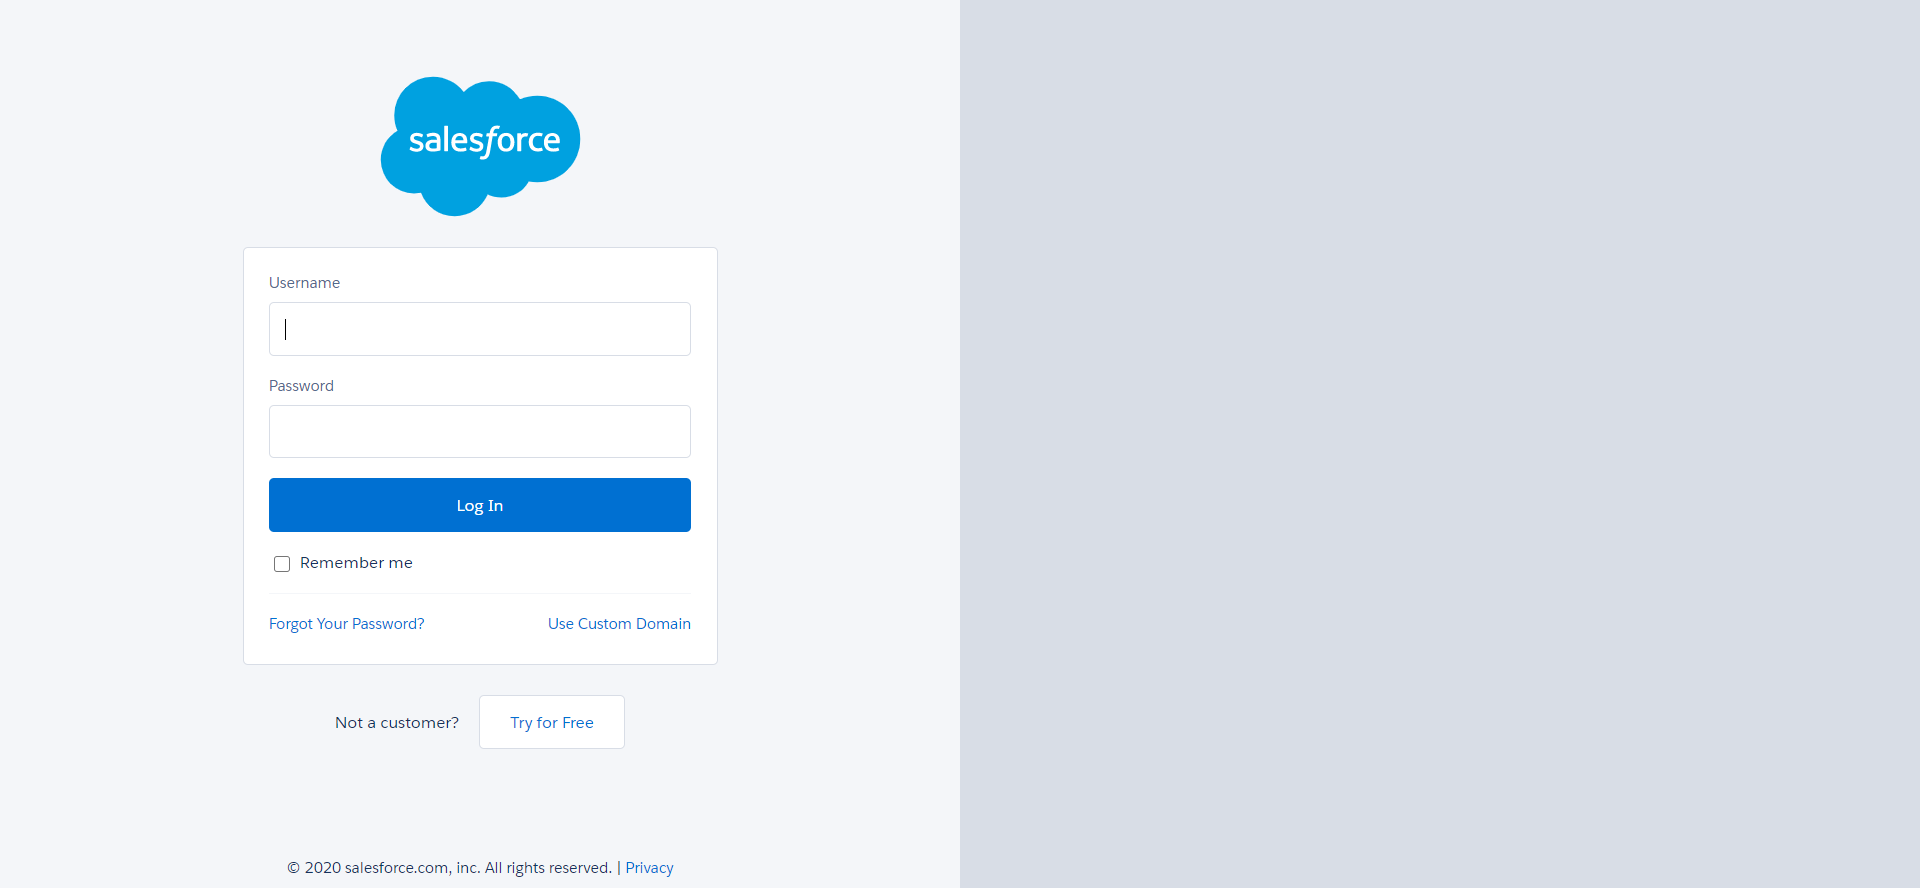 salesforce
Username
Password
Log In
Remember me
Forgot Your Password? Use Custom Domain
Not a customer? Try for Free
© 2020 salesforce.com, inc. All rights reserved. | Privacy